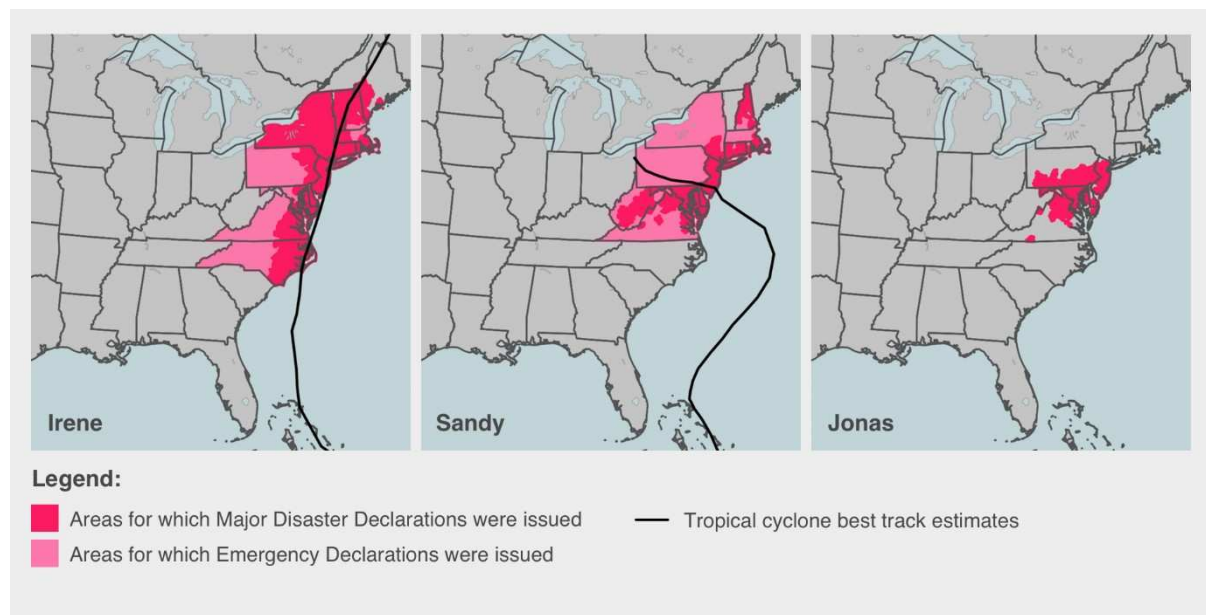 Irene
Sandy
Jonas
Legend:
Areas for which Major Disaster Declarations were issued
Tropical cyclone best track estimates
Areas for which Emergency Declarations were issued